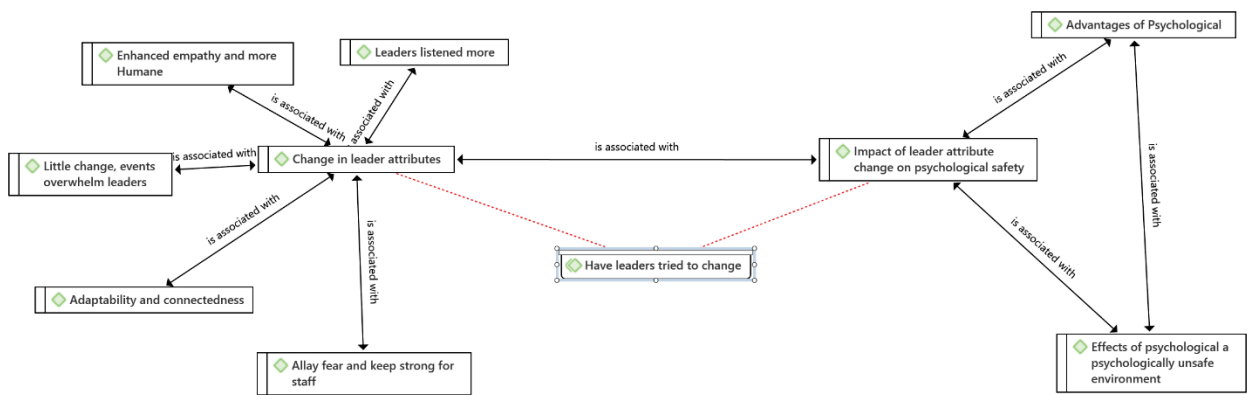 Advantages of Psychological
Leaders listened more
Enhanced empathy and more
Humane
is associated with
associated with
is associated with
is associated with
Little change, events
overwhelm leaders
is associated with
Change in leader attributes
is associated with
Impact of leader attribute
change on psychological safety
is associated with
is associated with
is associated with
is associated with
Have leaders tried to change
Adaptability and connectedness
Allay fear and keep strong for
staff
Effects of psychological a
psychologically unsafe
environment